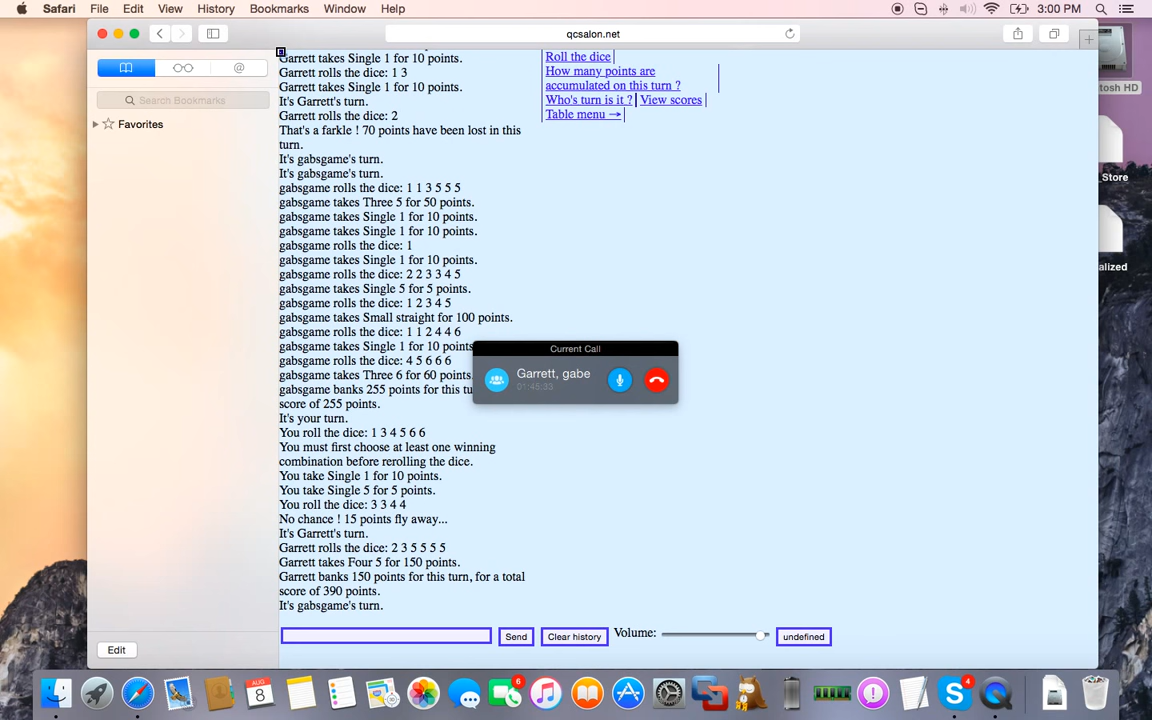 Safari File Edit View History Bookmarks Window Help 3:00 PM
qcsalon.net
Search Bookmarks
Favorites
Edit
Garrett takes Single 1 for 10 points.
Garrett rolls the dice: 1 3
Garrett takes Single 1 for 10 points.
It's Garrett's turn.
Garrett rolls the dice: 2
That's a farkle ! 70 points have been lost in this
turn.
It's gabsgame's turn.
It's gabsgame's turn.
gabsgame rolls the dice: 1 1 3 5 5 5
gabsgame takes Three 5 for 50 points.
gabsgame takes Single 1 for 10 points.
gabsgame takes Single 1 for 10 points.
gabsgame rolls the dice: 1
gabsgame takes Single 1 for 10 points.
gabsgame rolls the dice: 2 2 3 3 4 5
gabsgame takes Single 5 for 5 points.
gabsgame rolls the dice: 1 2 3 4 5
gabsgame takes Small straight for 100 points.
gabsgame rolls the dice: 1 1 2 4 4 6
gabsgame takes Single 1 for 10 points
gabsgame rolls the dice: 4 5 6 6 6
gabsgame takes Three 6 for 60 points
gabsgame banks 255 points for this tu
score of 255 points.
It's your turn.
You roll the dice: 1 3 4 5 6 6
You must first choose at least one winning
combination before rerolling the dice.
You take Single 1 for 10 points.
You take Single 5 for 5 points.
You roll the dice: 3 3 4 4
No chance ! 15 points fly away...
It's Garrett's turn.
Garrett rolls the dice: 2 3 5 5 5 5
Garrett takes Four 5 for 150 points.
Garrett banks 150 points for this turn, for a total
score of 390 points.
It's gabsgame's turn.
Roll the dice
How many points are
accumulated on this turn ?
Who's turn is it ? View scores
Table menu →
Current Call
Garrett, gabe
01:45:33
Send Clear history Volume: undefined
tosh HD
_Store
alized
AUG
8
6
4